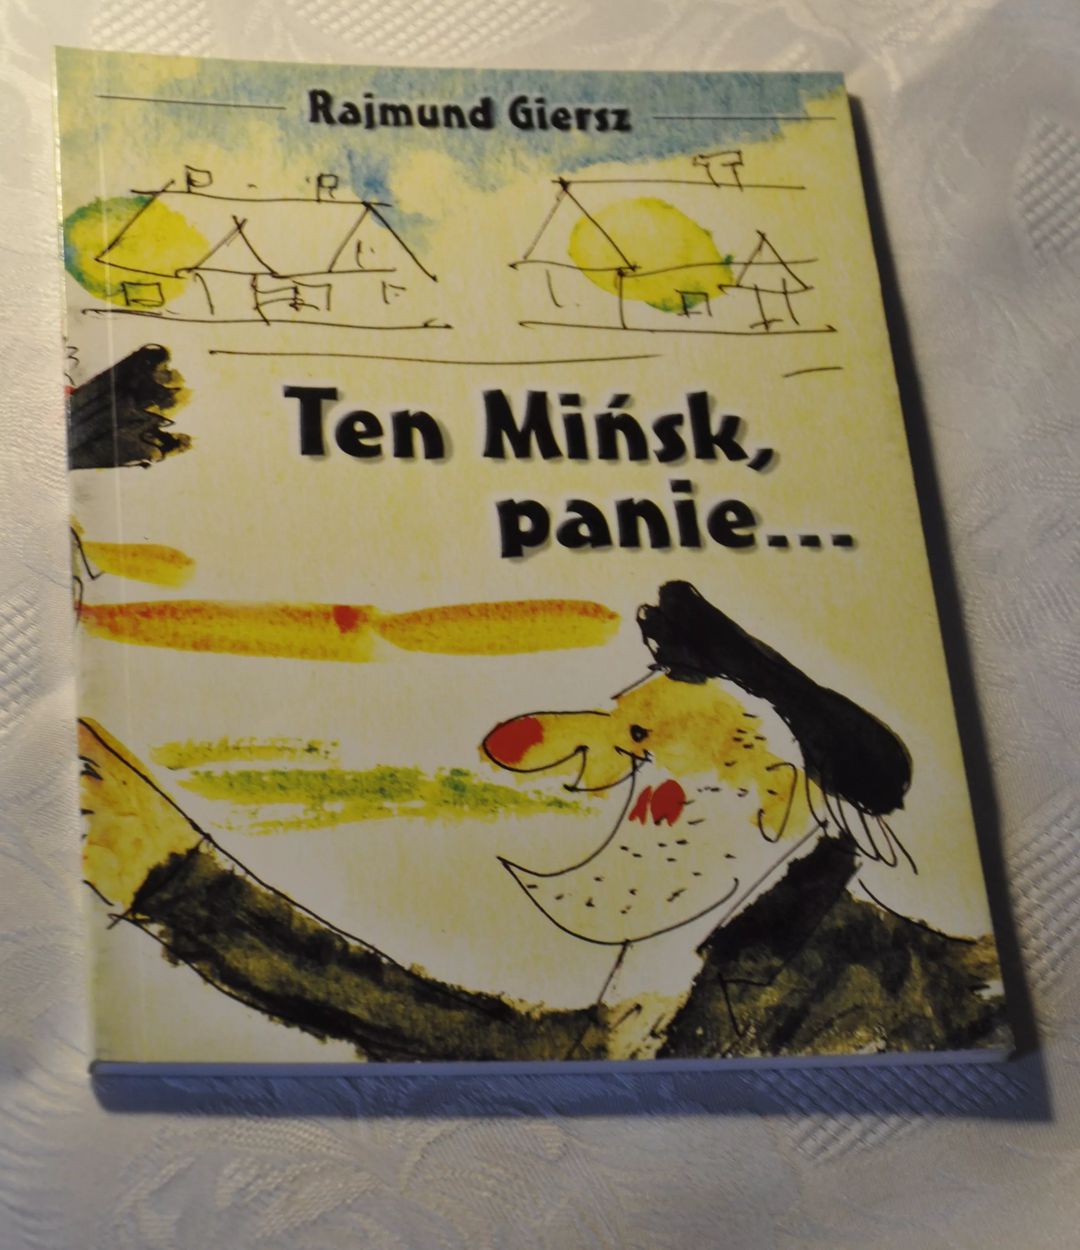 Rajmund Giersz
Ten Mińsk,
panie...